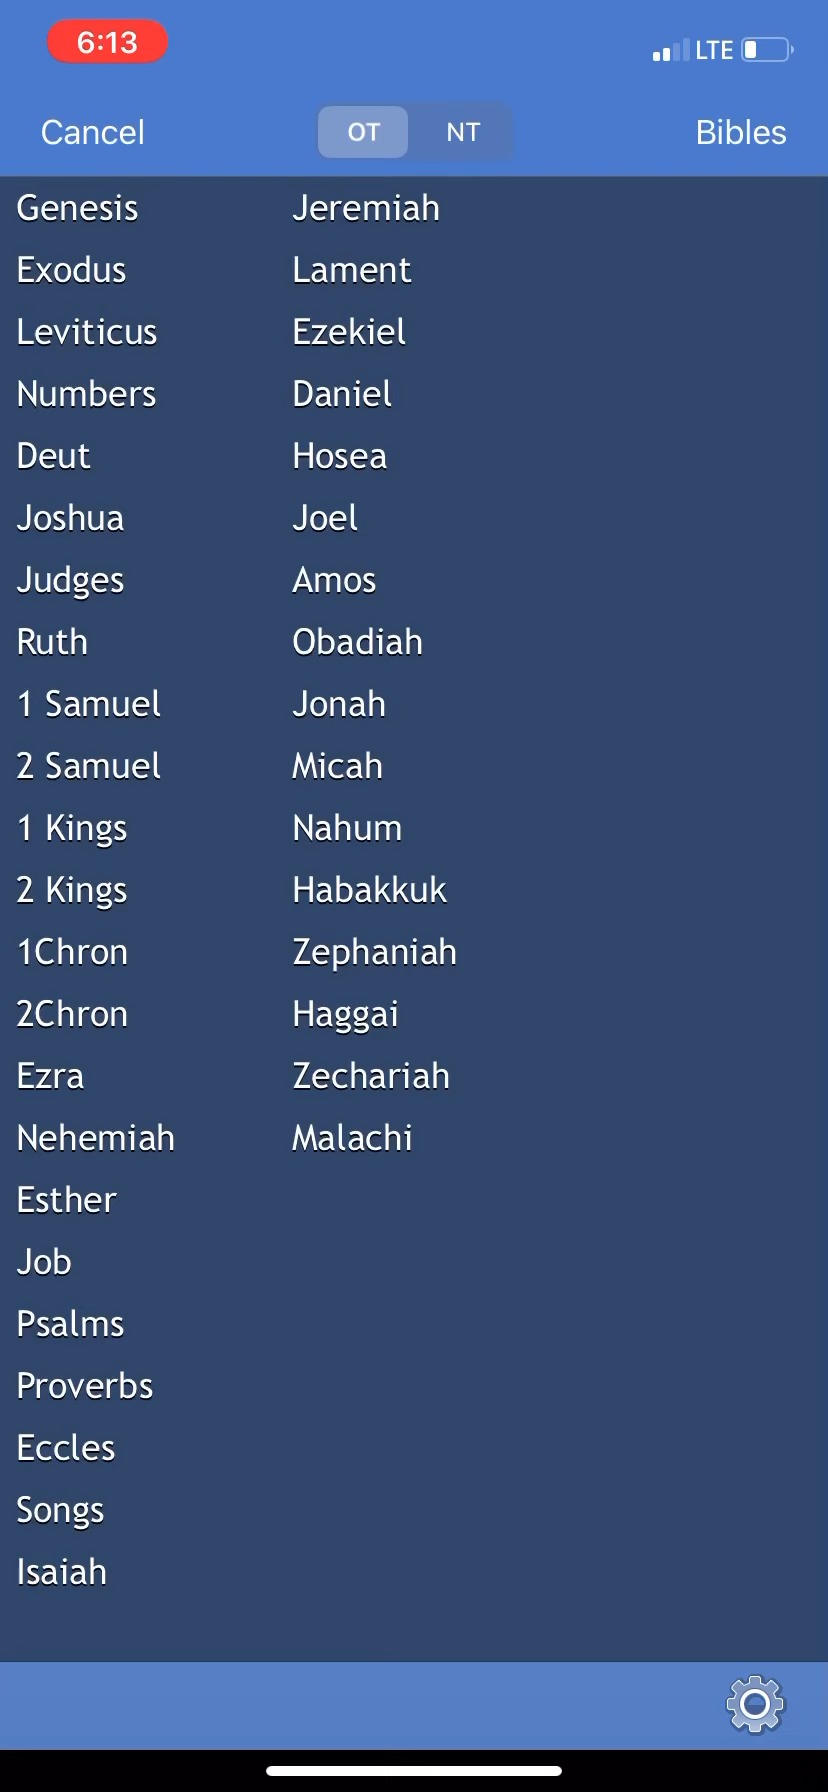 6:13
LTE
Cancel
OT NT
Bibles
Genesis
Exodus
Leviticus
Numbers
Deut
Joshua
Judges
Ruth
1 Samuel
2 Samuel
1 Kings
2 Kings
1Chron
2Chron
Ezra
Nehemiah
Esther
Job
Psalms
Proverbs
Eccles
Songs
Isaiah
Jeremiah
Lament
Ezekiel
Daniel
Hosea
Joel
Amos
Obadiah
Jonah
Micah
Nahum
Habakkuk
Zephaniah
Haggai
Zechariah
Malachi